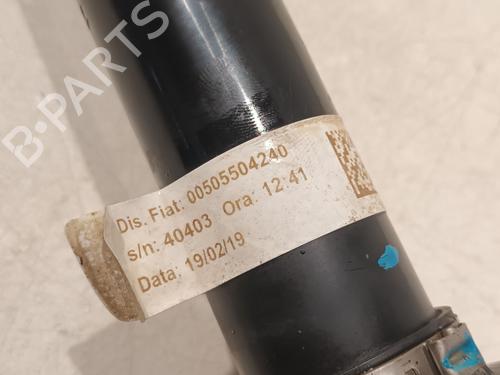 B-PARTS
Dis. Fiat: 00505504240
s/n: 40403 Ora: 12:41
Data: 19/02/19